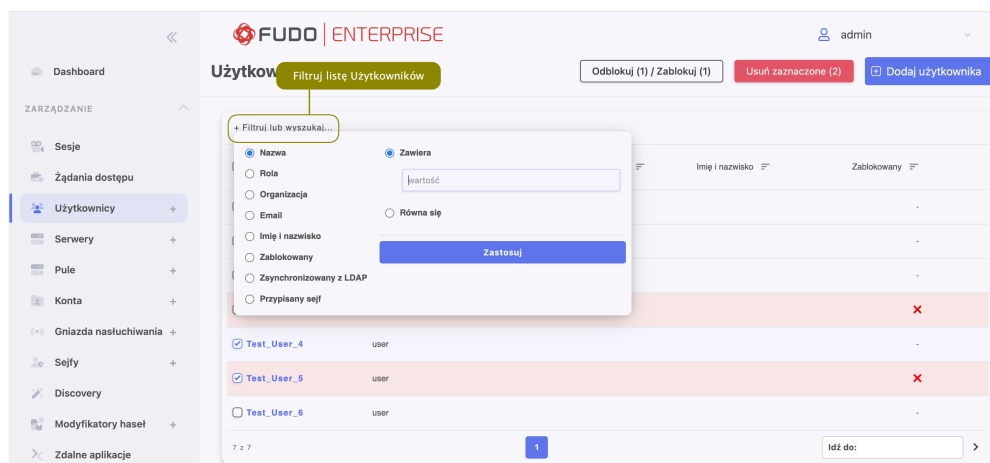 FUDO ENTERPRISE
admin
Dashboard
ZARZĄDZANIE
Sesje
Żądania dostępu
Użytkownicy +
Serwery +
Pule +
Konta +
Gniazda nasłuchiwania +
Sejfy +
Discovery
Modyfikatory haseł +
Zdalne aplikacje
Użytkow
Filtruj listę Użytkowników
Odblokuj (1) / Zablokuj (1)
Usuń zaznaczone (2)
Dodaj użytkownika
+ Filtruj lub wyszukaj...
Nazwa
Rola
Organizacja
Email
Imię i nazwisko
Zablokowany
Zsynchronizowany z LDAP
Przypisany sejf
Zawiera
wartość
Równa się
Zastosuj
Imię i nazwisko
Zablokowany
-
-
-
Test_User_4 user -
Test_User_5 user
Test_User_6 user -
7 z 7
1
Idź do: